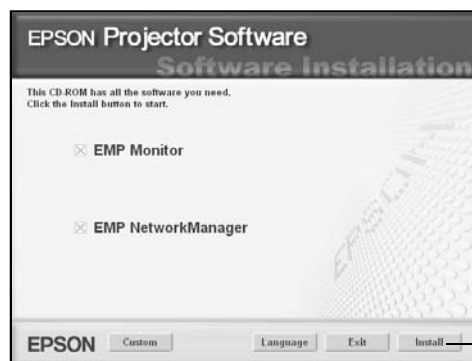 EPSON Projector Software
Software Installation
This CD-ROM has all the software you need.
Click the Install button to start.
EMP Monitor
EMP NetworkManager
EPSON
EPSON Custom Language Exit Install